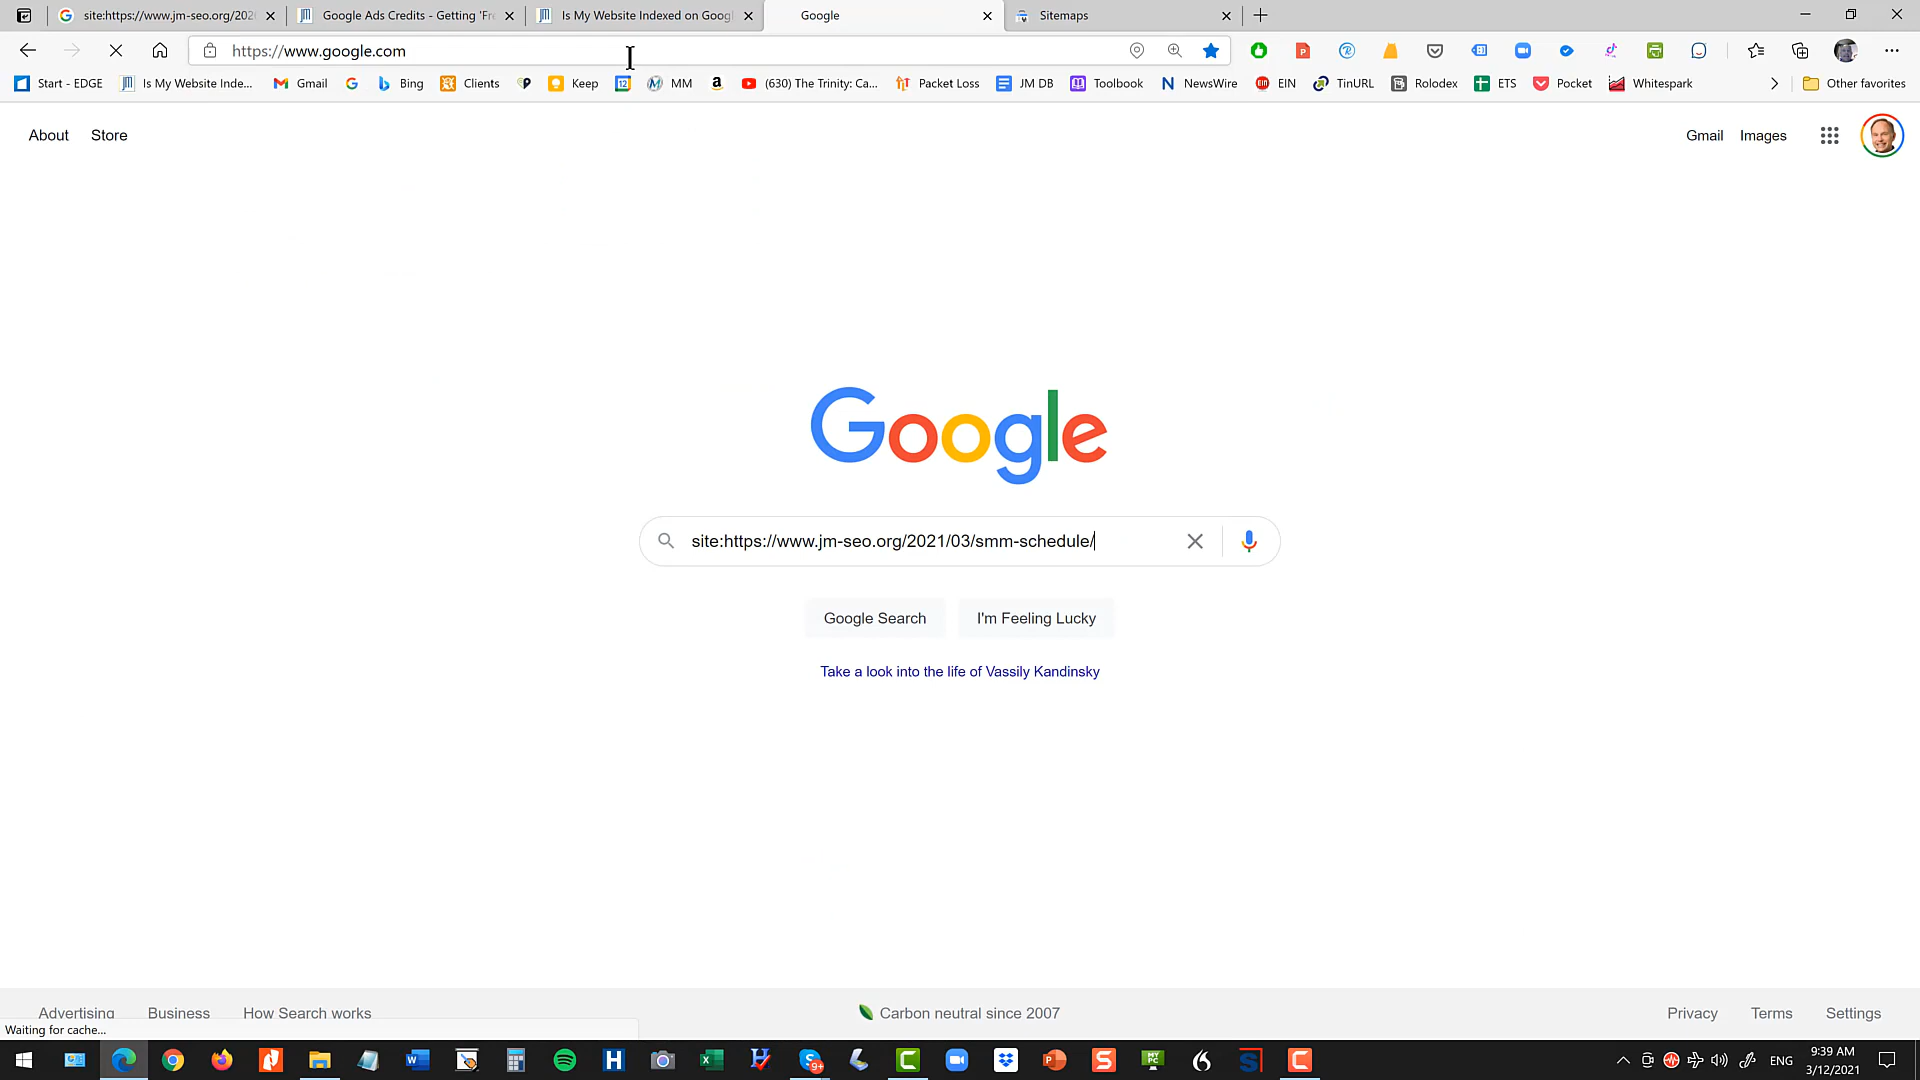 site:https://www.jm-seo.org/202 Google Ads Credits - Getting 'Fr Is My Website Indexed on Goog Google Sitemaps
https://www.google.com
Start - EDGE Is My Website Inde... Gmail Bing Clients Keep 12 MM (630) The Trinity: Ca... Packet Loss JM DB Toolbook NewsWire EIN TinURL Rolodex ETS Pocket Whitespark Other favorites
About Store Gmail Images
Google
site:https://www.jm-seo.org/2021/03/smm-schedule/
Google Search I'm Feeling Lucky
Take a look into the life of Vassily Kandinsky
Advertising Business How Search works Carbon neutral since 2007 Privacy Terms Settings
Waiting for cache...
ENG 9:39 AM
3/12/2021